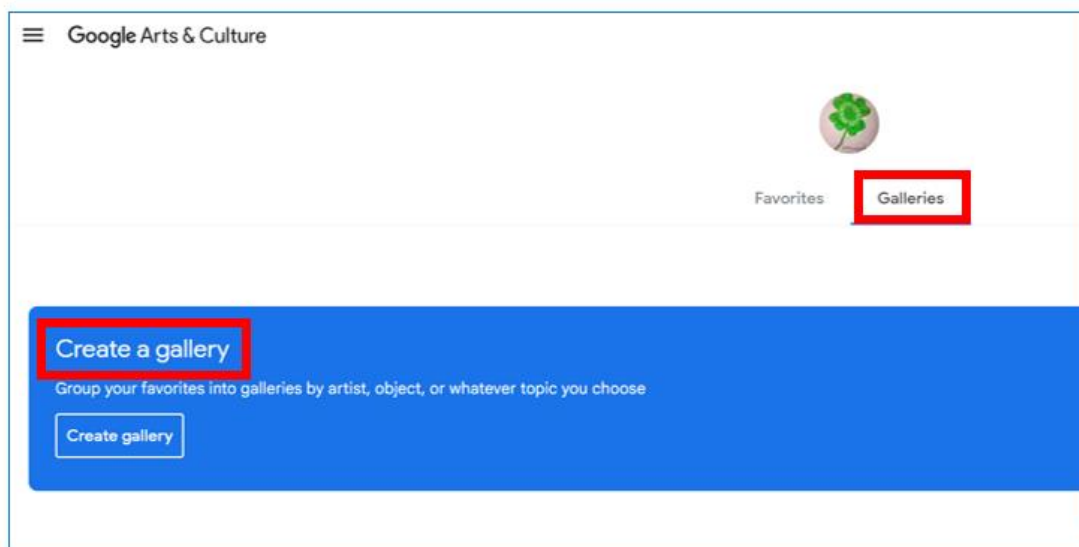 Google Arts & Culture
Favorites Galleries
Create a gallery
Group your favorites into galleries by artist, object, or whatever topic you choose
Create gallery